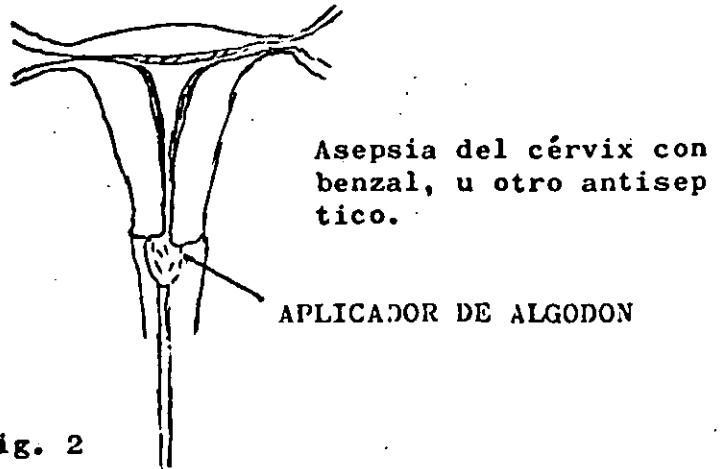 Asepsia del cérvix con
benzal, u otro antisep
tico.
APLICADOR DE ALGODON
ig. 2